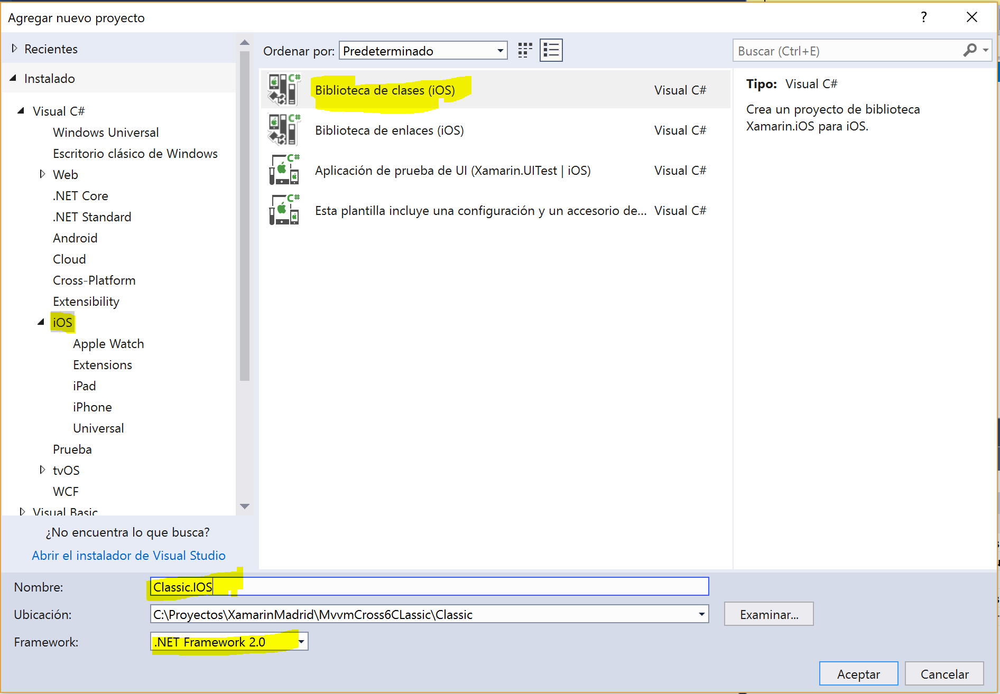 Agregar nuevo proyecto
?
Recientes
Instalado
Visual C#
Windows Universal
Escritorio clásico de Windows
Web
.NET Core
.NET Standard
Android
Cloud
Cross-Platform
Extensibility
iOS
Apple Watch
Extensions
iPad
iPhone
Universal
Prueba
tvOS
WCF
Visual Basic
¿No encuentra lo que busca?
Abrir el instalador de Visual Studio
Ordenar por: Predeterminado
Buscar (Ctrl+E)
C#
Biblioteca de clases (iOS) Visual C#
C#
Biblioteca de enlaces (iOS) Visual C#
C#
Aplicación de prueba de UI (Xamarin.UITest | iOS) Visual C#
C#
Esta plantilla incluye una configuración y un accesorio de... Visual C#
Tipo: Visual C#
Crea un proyecto de biblioteca
Xamarin.iOS para iOS.
Nombre: Classic.IOS
Ubicación: C:\Proyectos\XamarinMadrid\MvvmCross6CLassic\Classic
Examinar...
Framework: .NET Framework 2.0
Aceptar
Cancelar